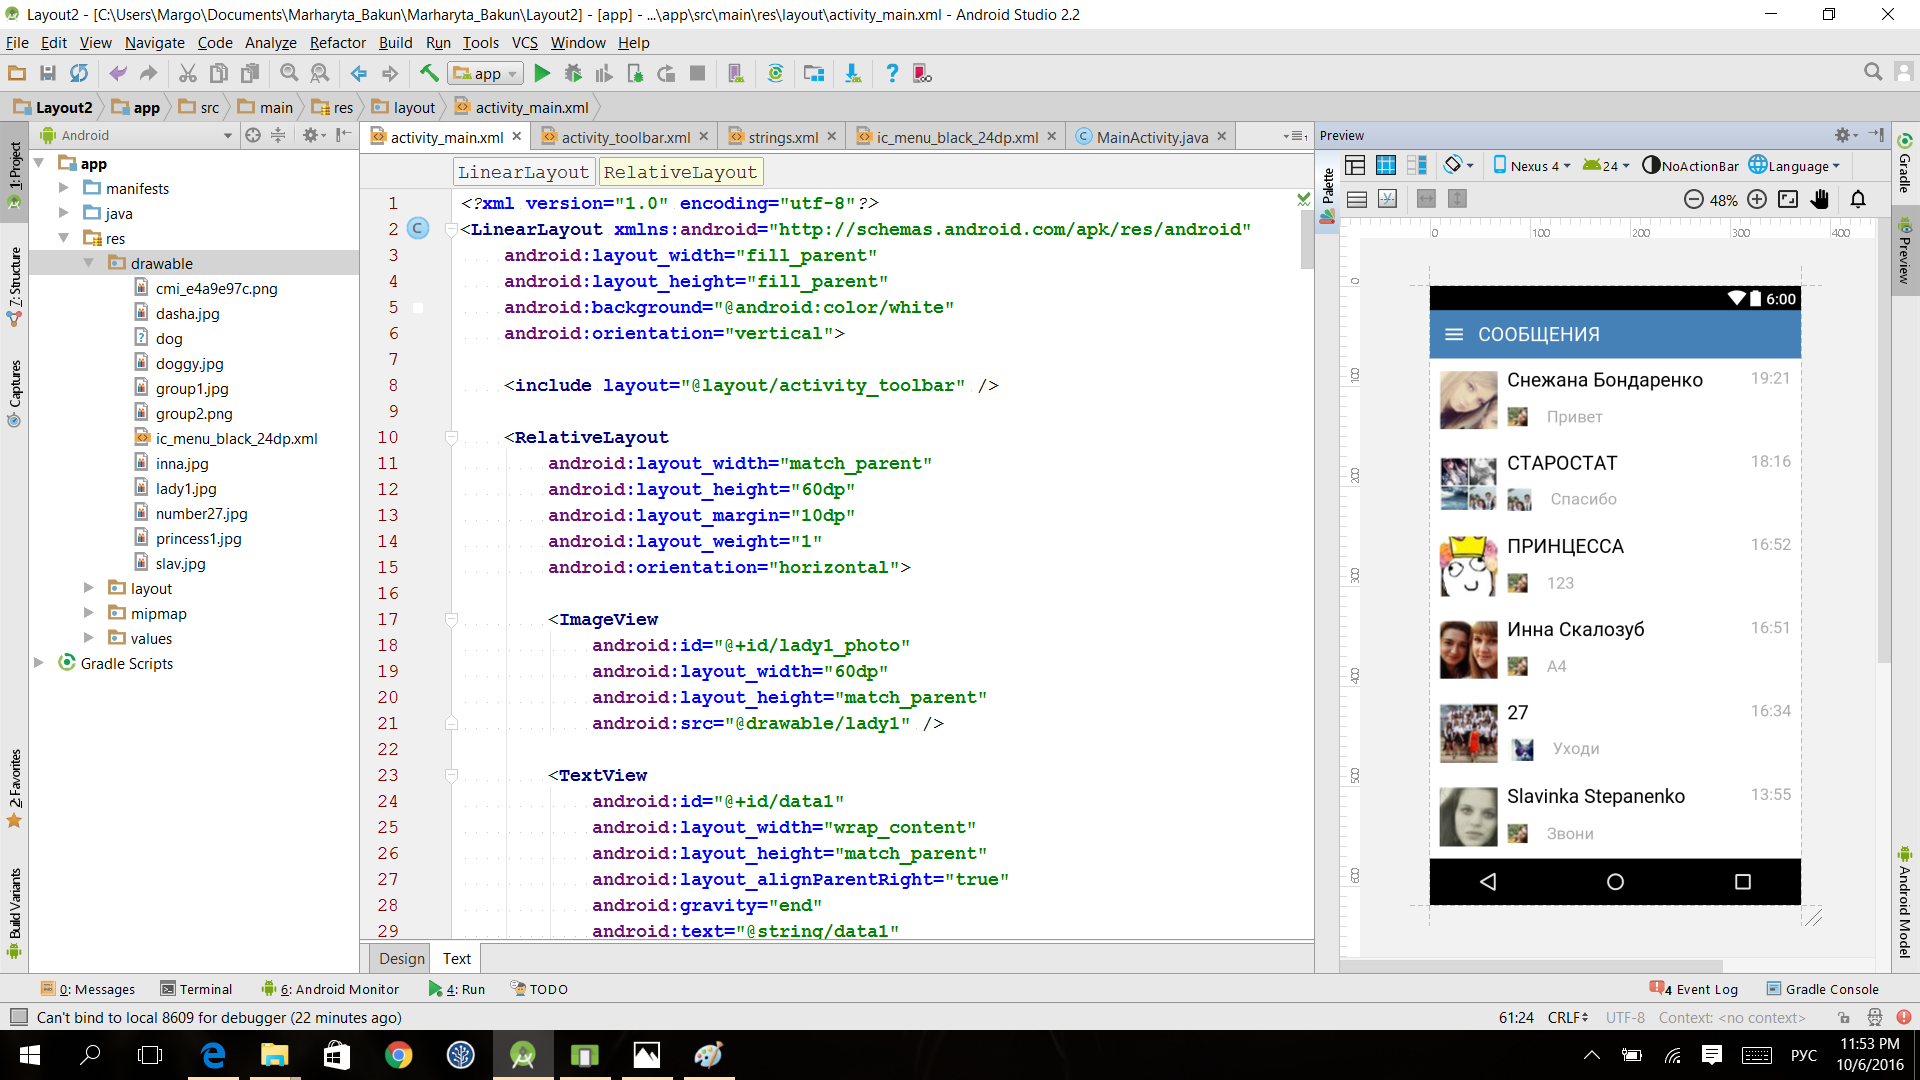 Layout2 - [C:\Users\Margo\Documents\Marharyta_Bakun\Marharyta_Bakun\Layout2] - [app] - ...\app\src\main\res\layout\activity_main.xml - Android Studio 2.2
File Edit View Navigate Code Analyze Refactor Build Run Tools VCS Window Help
app
Layout2 app src main res layout activity_main.xml
Android
activity_main.xml activity_toolbar.xml strings.xml ic_menu_black_24dp.xml MainActivity.java
1: Project
7: Structure
Captures
2: Favorites
Build Variants
app
manifests
java
res
drawable
cmi_e4a9e97c.png
dasha.jpg
dog
doggy.jpg
group1.jpg
group2.png
ic_menu_black_24dp.xml
inna.jpg
lady1.jpg
number27.jpg
princess1.jpg
slav.jpg
layout
mipmap
values
Gradle Scripts
LinearLayout RelativeLayout
1 <?xml version="1.0" encoding="utf-8"?>
2 <LinearLayout xmlns:android="http://schemas.android.com/apk/res/android"
3 android:layout_width="fill_parent"
4 android:layout_height="fill_parent"
5 android:background="@android:color/white"
6 android:orientation="vertical">
7
8 <include layout="@layout/activity_toolbar" />
9
10 <RelativeLayout
11 android:layout_width="match_parent"
12 android:layout_height="60dp"
13 android:layout_margin="10dp"
14 android:layout_weight="1"
15 android:orientation="horizontal">
16
17 <ImageView
18 android:id="@+id/lady1_photo"
19 android:layout_width="60dp"
20 android:layout_height="match_parent"
21 android:src="@drawable/lady1" />
22
23 <TextView
24 android:id="@+id/data1"
25 android:layout_width="wrap_content"
26 android:layout_height="match_parent"
27 android:layout_alignParentRight="true"
28 android:gravity="end"
29 android:text="@string/data1"
Design Text
Preview
Palette
Nexus 4 24 NoActionBar Language
48%
0 100 200 300 400
0
100
200
300
400
500
600
6:00
СООБЩЕНИЯ
Снежана Бондаренко 19:21
Привет
СТАРОСТАТ 18:16
Спасибо
ПРИНЦЕССА 16:52
123
Инна Скалозуб 16:51
А4
27 16:34
Уходи
Slavinka Stepanenko 13:55
Звони
Gradle
Preview
Android Model
0: Messages Terminal 6: Android Monitor 4: Run TODO 4 Event Log Gradle Console
Can't bind to local 8609 for debugger (22 minutes ago) 61:24 CRLF UTF-8 Context: <no context>
РУС
11:53 PM
10/6/2016